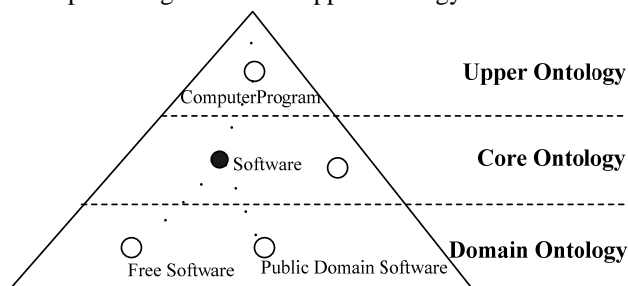 Upper Ontology
ComputerProgram
Core Ontology
Software
Domain Ontology
Free Software
Public Domain Software